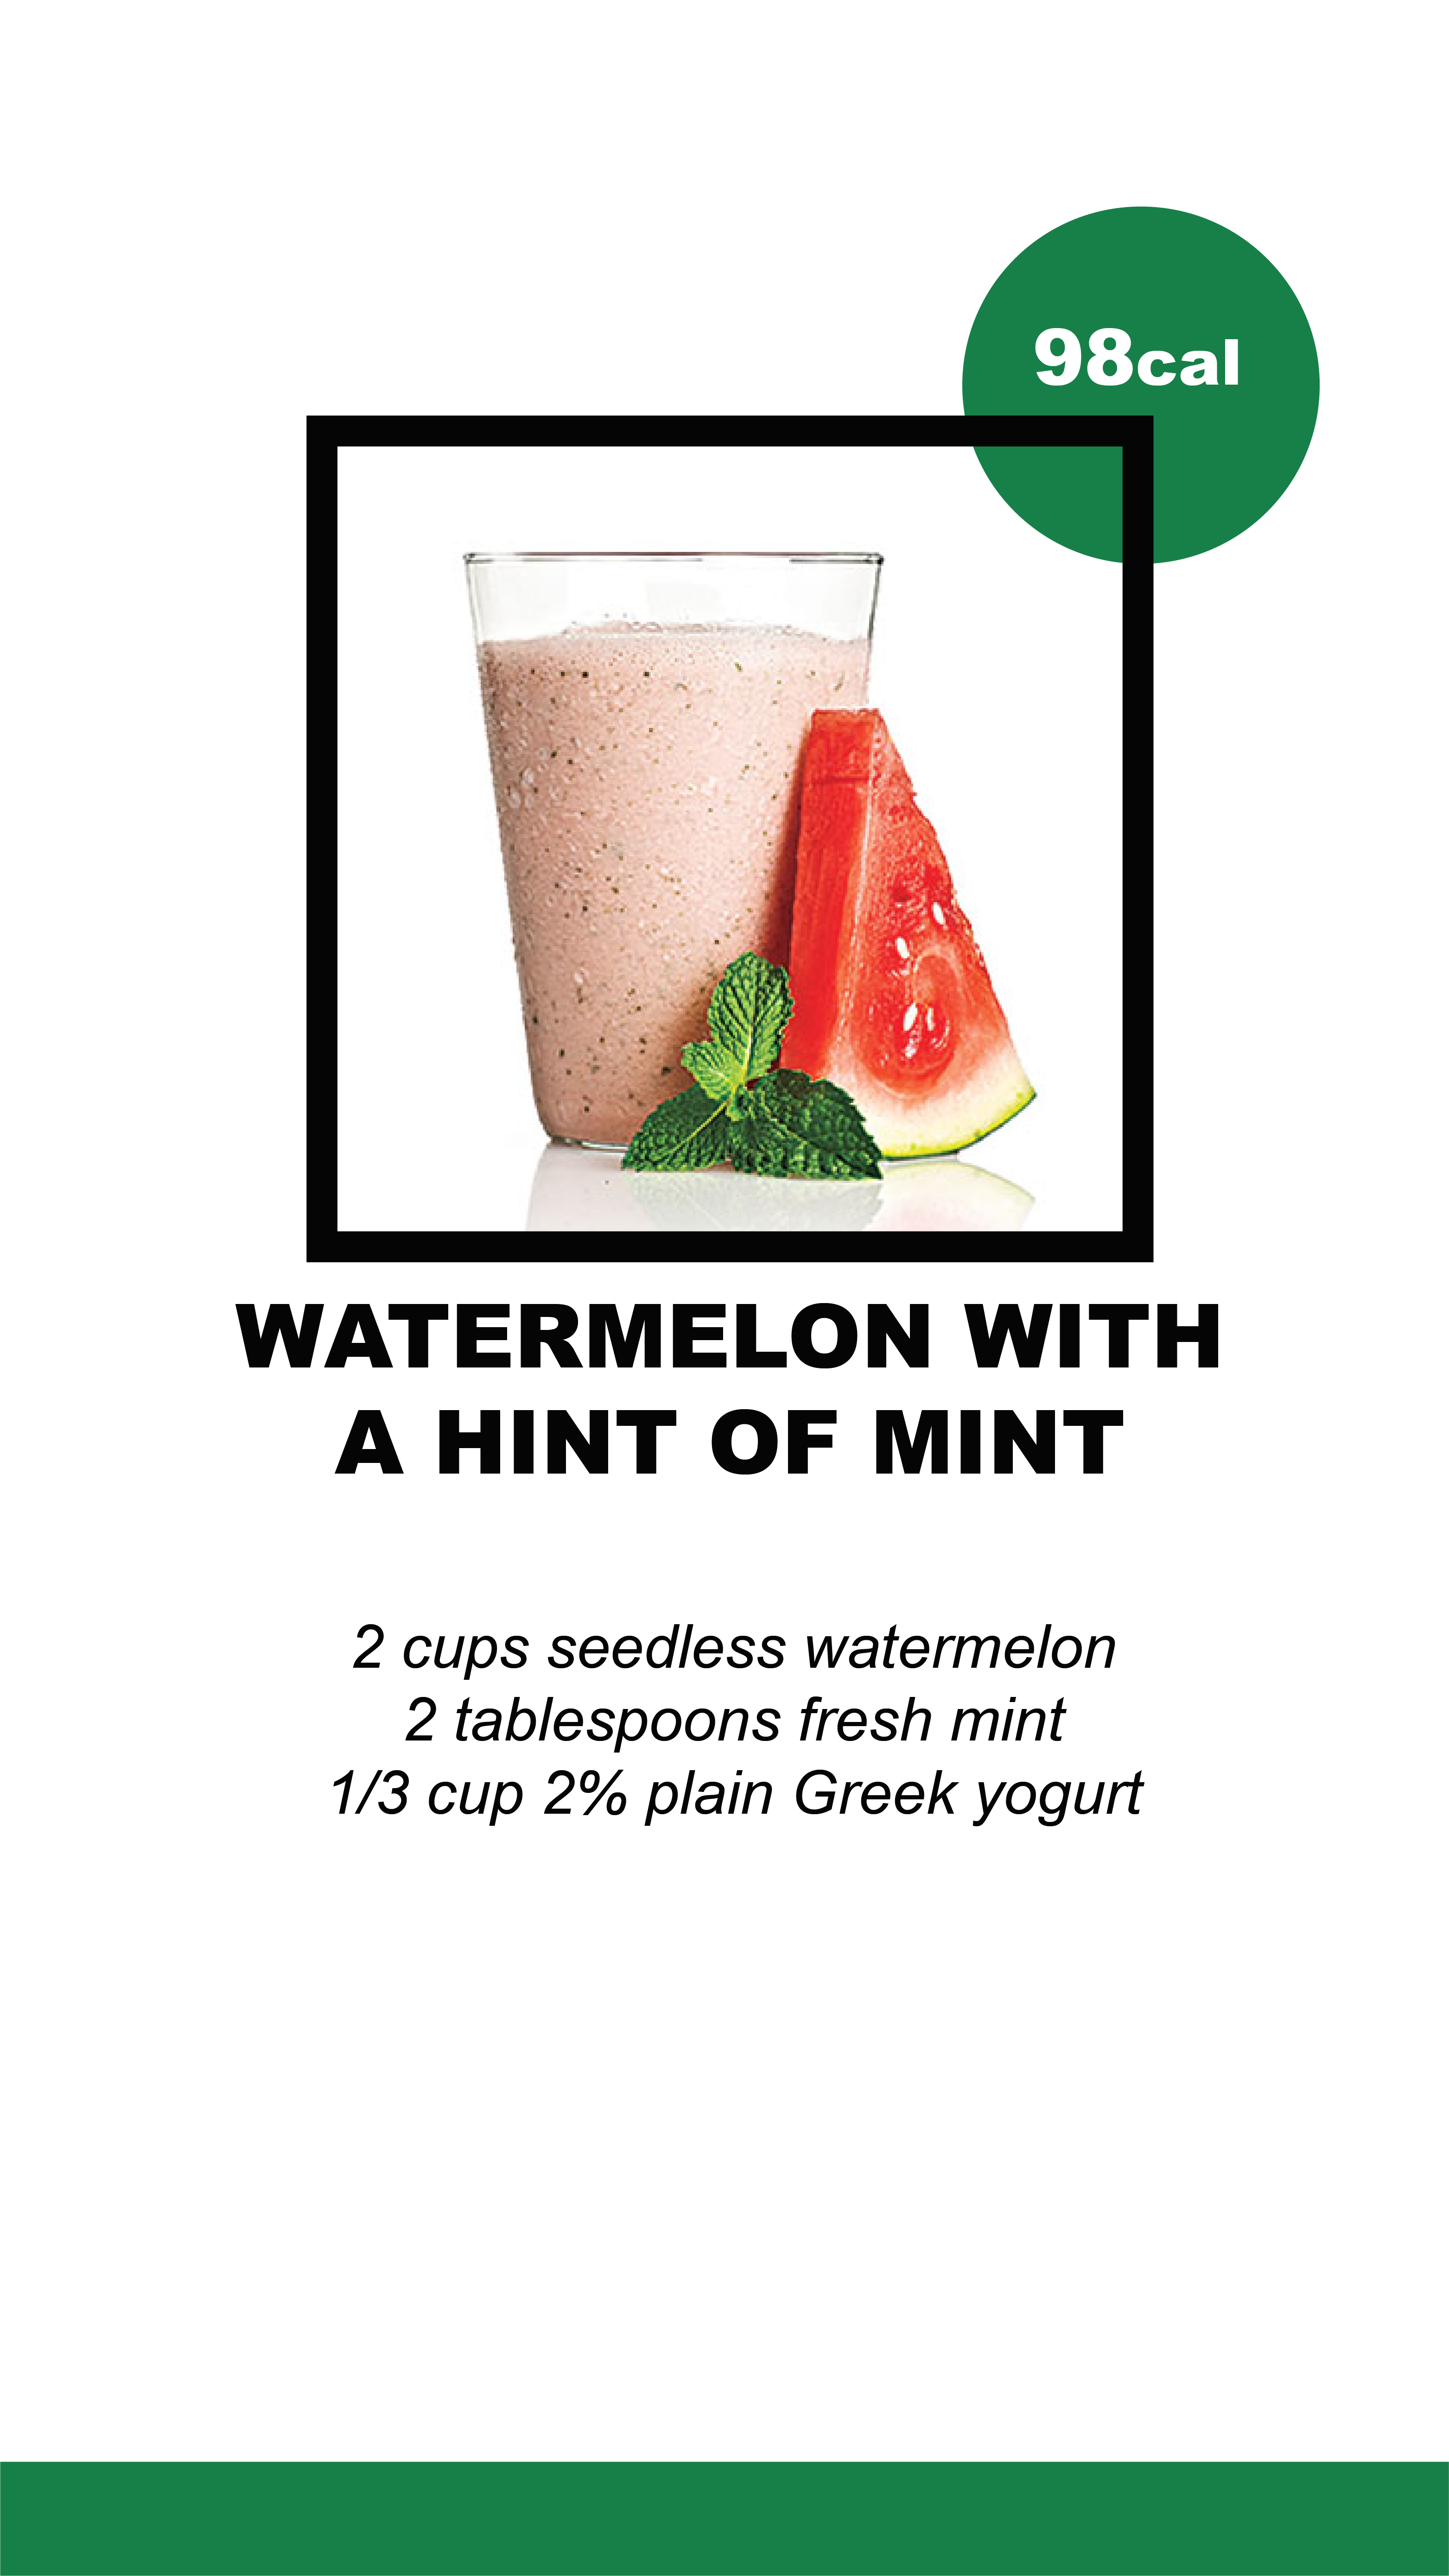 98cal
WATERMELON WITH
A HINT OF MINT
2 cups seedless watermelon
2 tablespoons fresh mint
1/3 cup 2% plain Greek yogurt